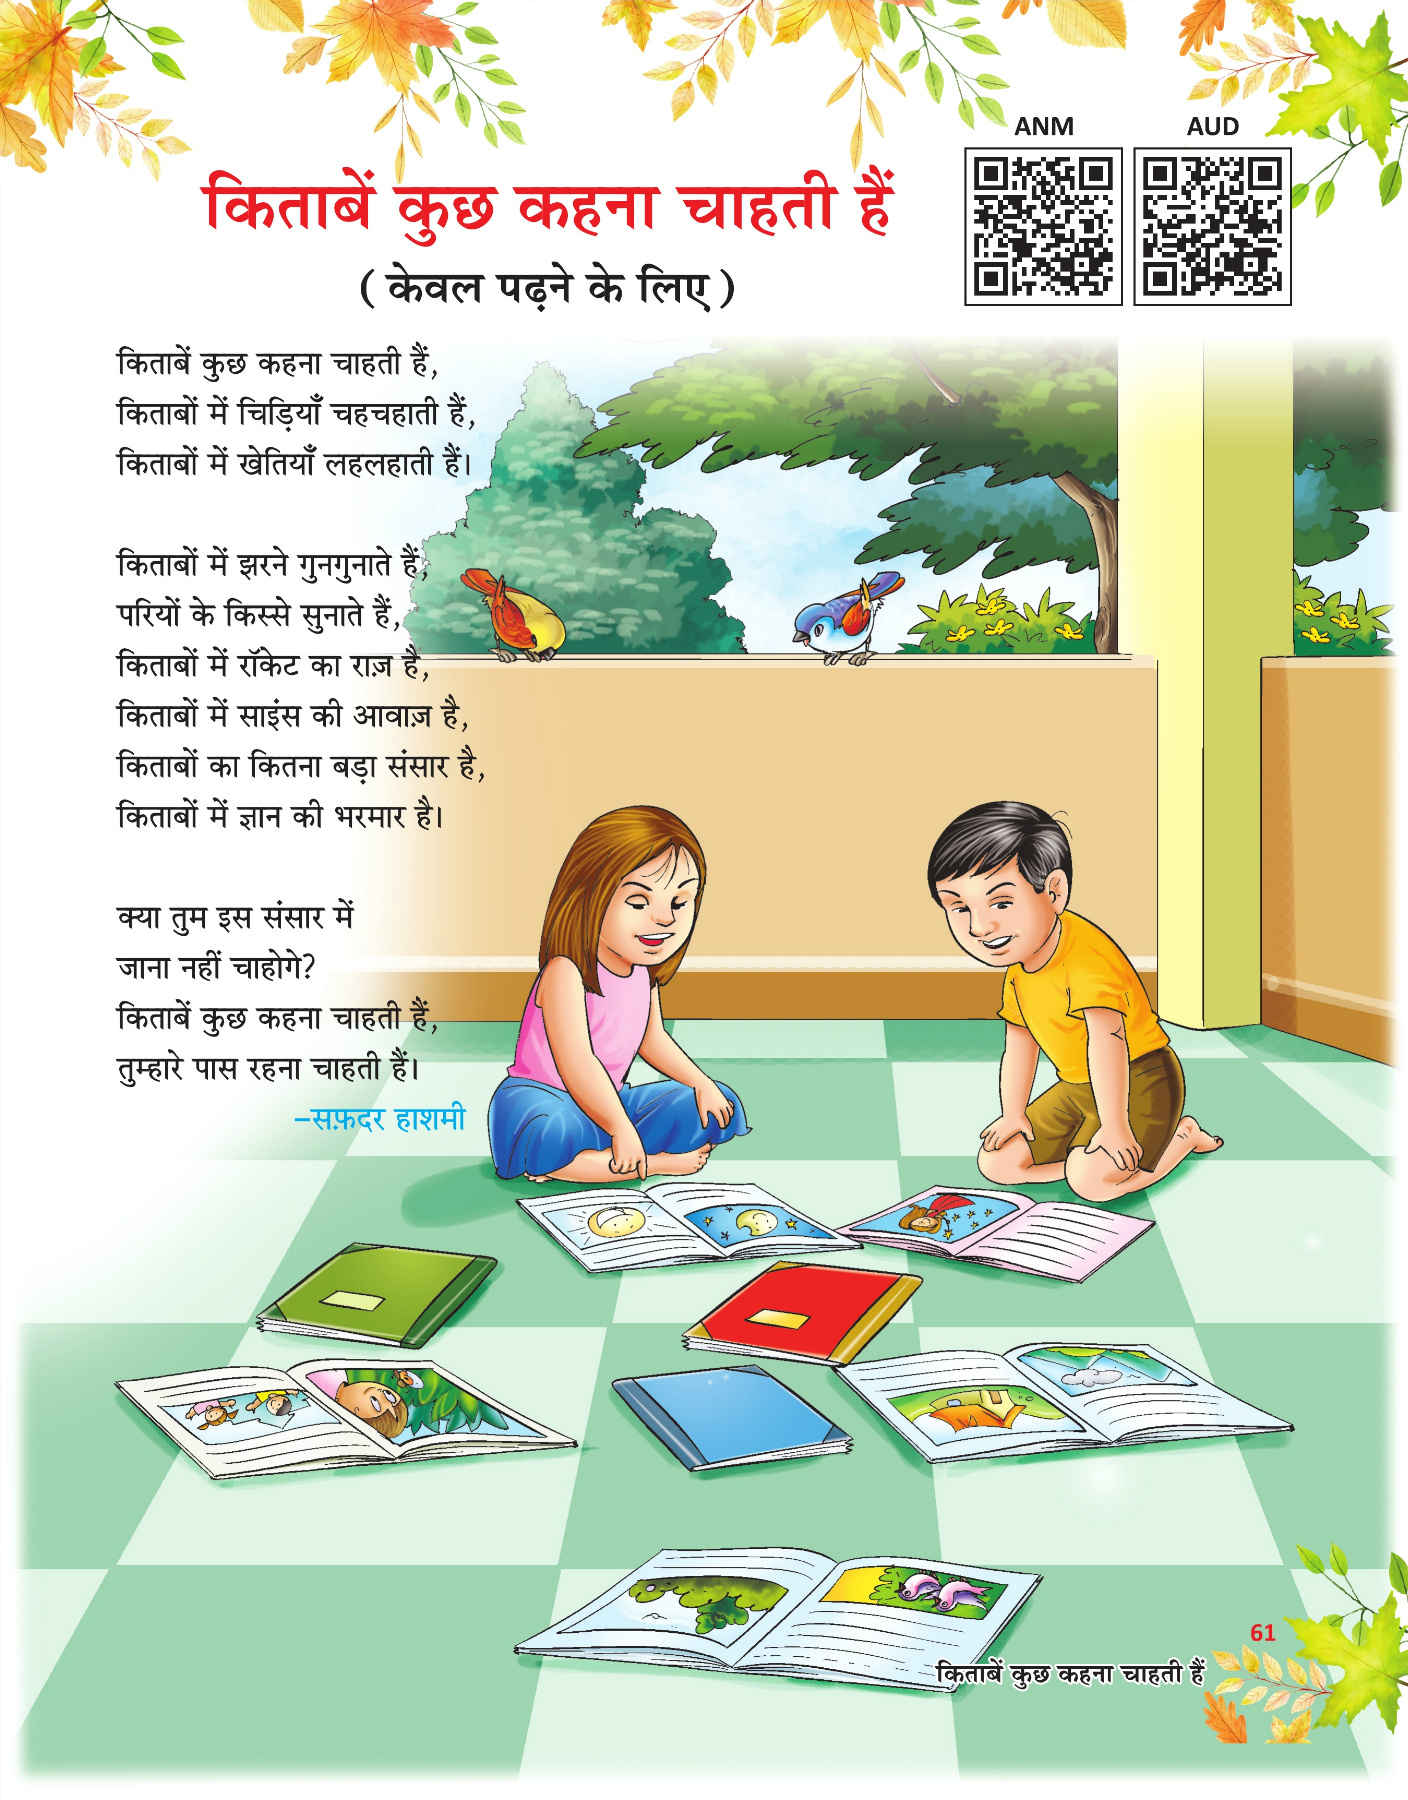 ANM
AUD
किताबें कुछ कहना चाहती हैं
( केवल पढ़ने के लिए )
किताबें कुछ कहना चाहती हैं,
किताबों में चिड़ियाँ चहचहाती हैं,
किताबों में खेतियाँ लहलहाती हैं।
किताबों में झरने गुनगुनाते हैं,
परियों के किस्से सुनाते हैं,
किताबों में रॉकेट का राज़ है,
किताबों में साइंस की आवाज़ है,
किताबों का कितना बड़ा संसार है,
किताबों में ज्ञान की भरमार है।
क्या तुम इस संसार में
जाना नहीं चाहोगे?
किताबें कुछ कहना चाहती हैं,
तुम्हारे पास रहना चाहती हैं।
–सफ़दर हाशमी
61
किताबें कुछ कहना चाहती हैं